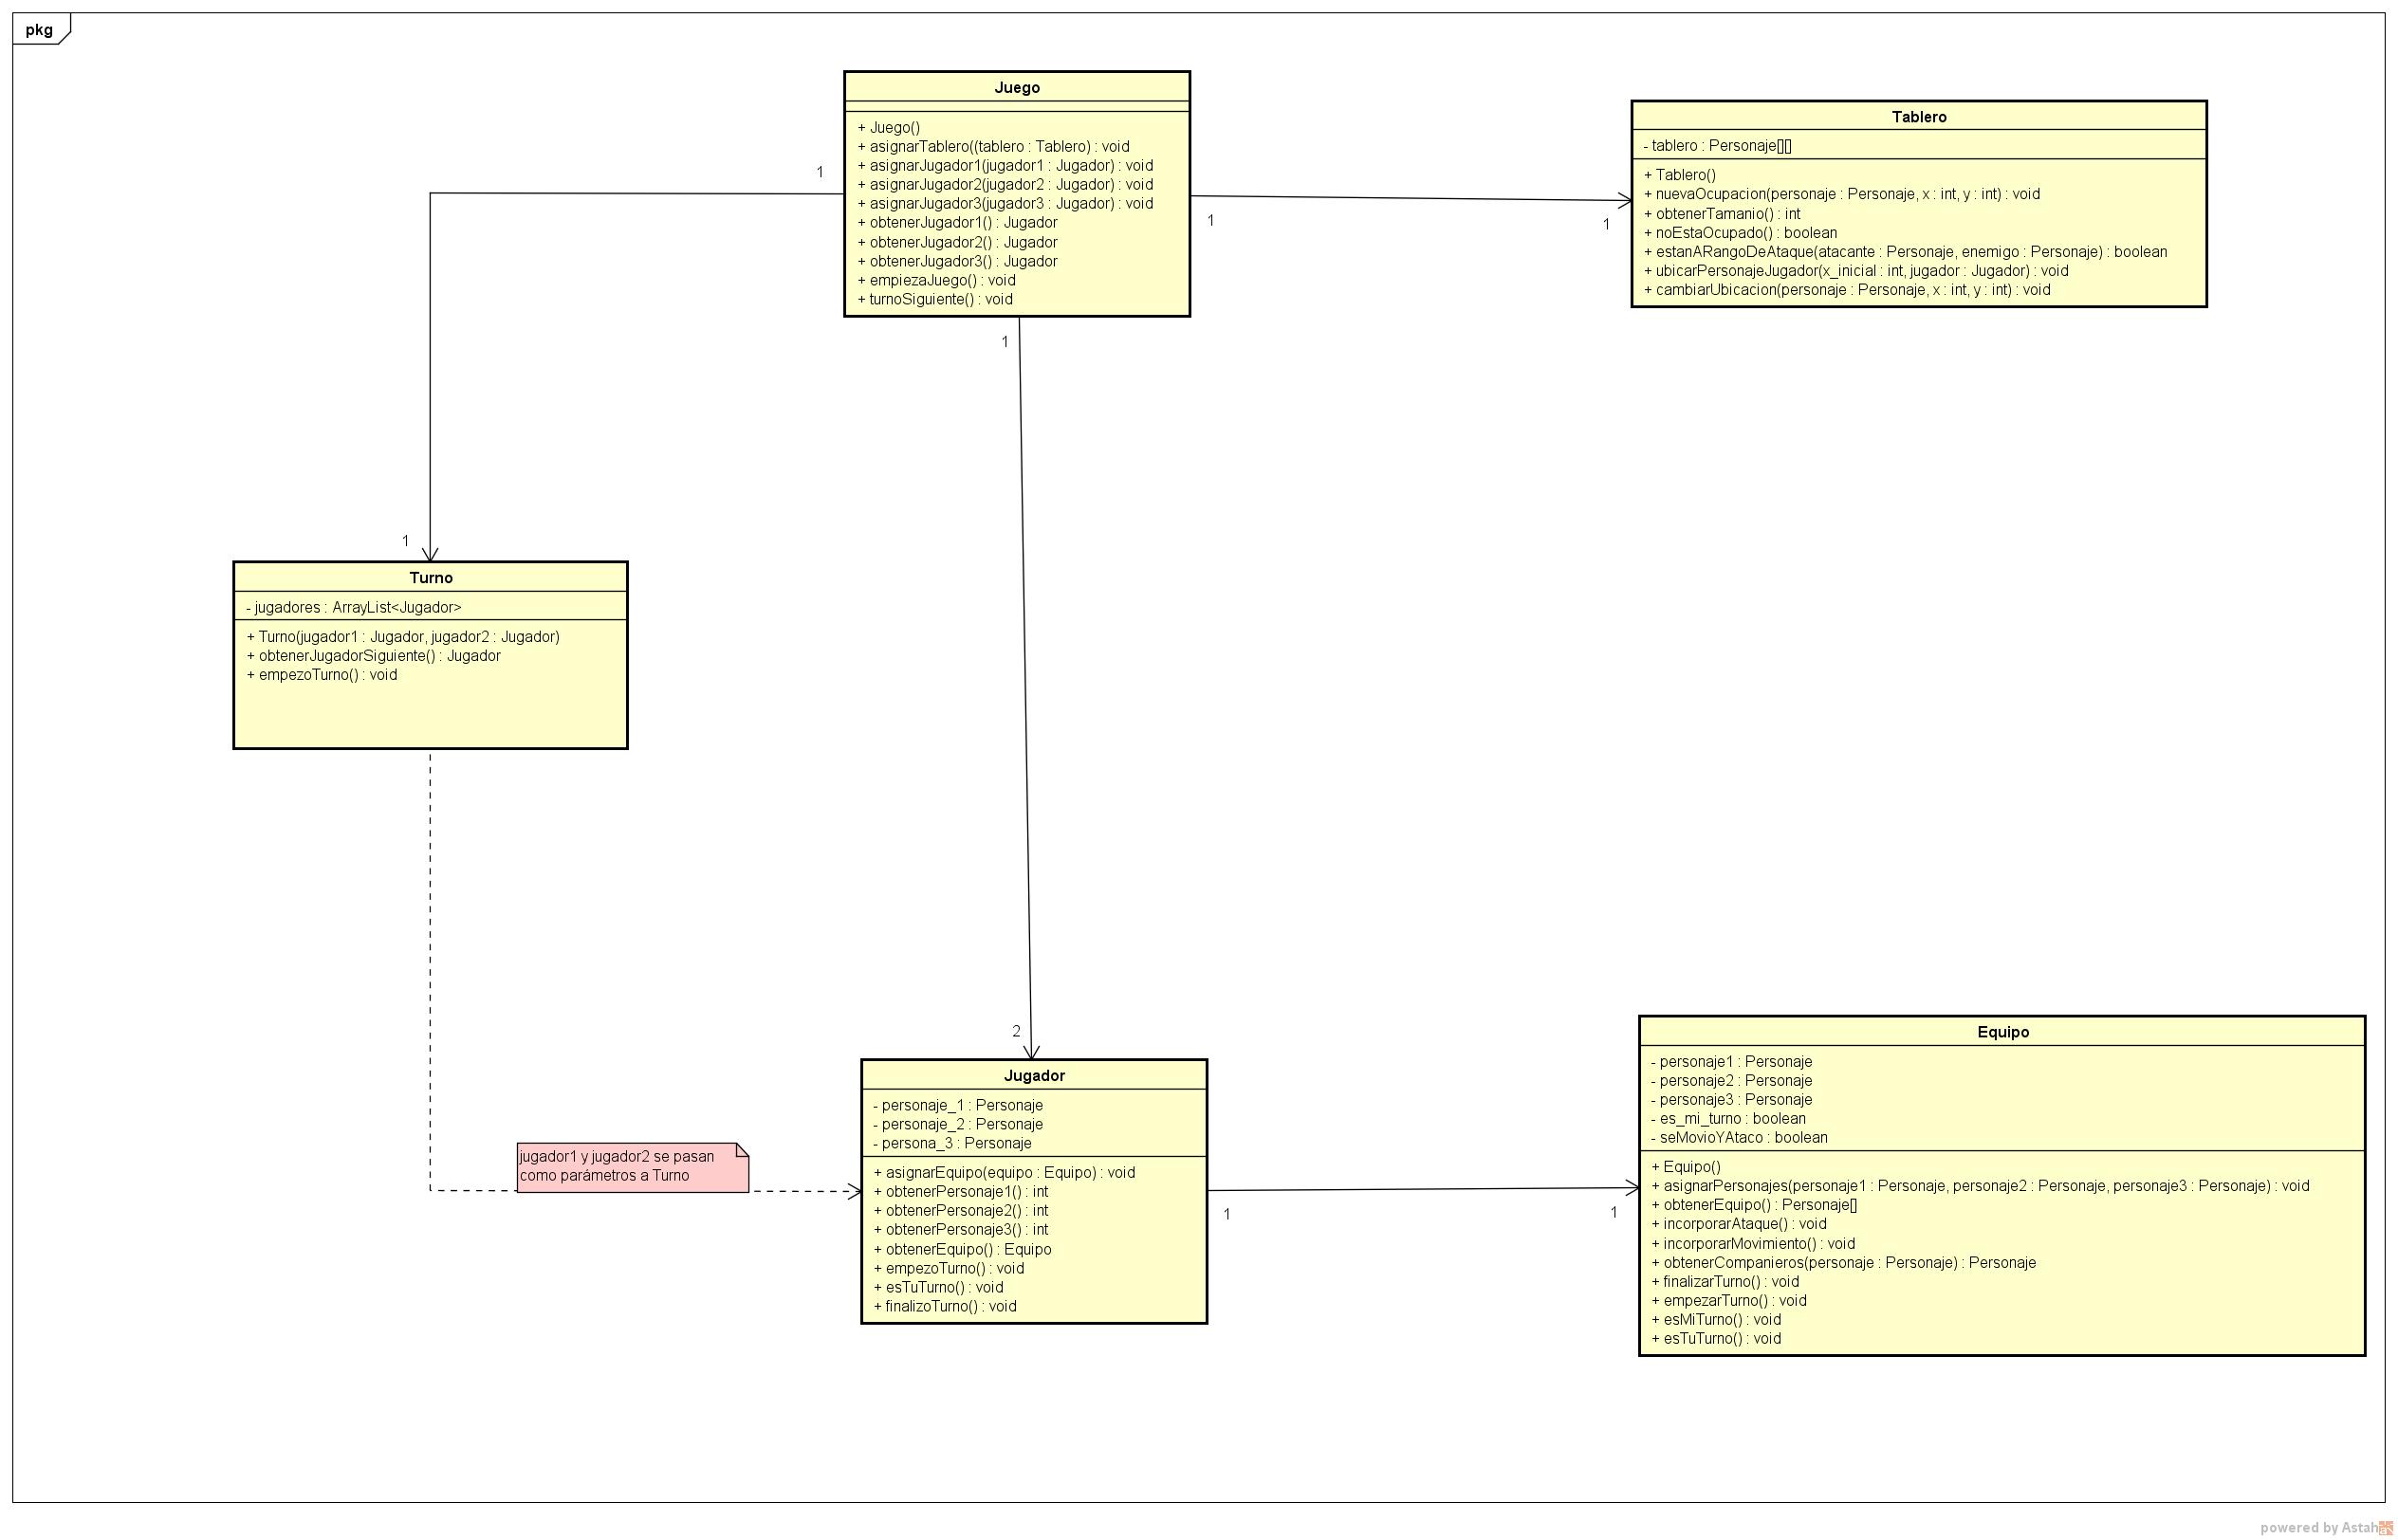 pkg
Juego
+ Juego()
+ asignarTablero((tablero : Tablero) : void
+ asignarJugador1(jugador1 : Jugador) : void
+ asignarJugador2(jugador2 : Jugador) : void
+ asignarJugador3(jugador3 : Jugador) : void
+ obtenerJugador1() : Jugador
+ obtenerJugador2() : Jugador
+ obtenerJugador3() : Jugador
+ empiezaJuego() : void
+ turnoSiguiente() : void
Tablero
- tablero : Personaje[][]
+ Tablero()
+ nuevaOcupacion(personaje : Personaje, x : int, y : int) : void
+ obtenerTamanio() : int
+ noEstaOcupado() : boolean
+ estanARangoDeAtaque(atacante : Personaje, enemigo : Personaje) : boolean
+ ubicarPersonajeJugador(x_inicial : int, jugador : Jugador) : void
+ cambiarUbicacion(personaje : Personaje, x : int, y : int) : void
1
1
1
1
1
Turno
- jugadores : ArrayList<Jugador>
+ Turno(jugador1 : Jugador, jugador2 : Jugador)
+ obtenerJugadorSiguiente() : Jugador
+ empezoTurno() : void
2
jugador1 y jugador2 se pasan
como parámetros a Turno
Jugador
- personaje_1 : Personaje
- personaje_2 : Personaje
- persona_3 : Personaje
+ asignarEquipo(equipo : Equipo) : void
+ obtenerPersonaje1() : int
+ obtenerPersonaje2() : int
+ obtenerPersonaje3() : int
+ obtenerEquipo() : Equipo
+ empezoTurno() : void
+ esTuTurno() : void
+ finalizoTurno() : void
1
1
Equipo
- personaje1 : Personaje
- personaje2 : Personaje
- personaje3 : Personaje
- es_mi_turno : boolean
- seMovioYAtaco : boolean
+ Equipo()
+ asignarPersonajes(personaje1 : Personaje, personaje2 : Personaje, personaje3 : Personaje) : void
+ obtenerEquipo() : Personaje[]
+ incorporarAtaque() : void
+ incorporarMovimiento() : void
+ obtenerCompanieros(personaje : Personaje) : Personaje
+ finalizarTurno() : void
+ empezarTurno() : void
+ esMiTurno() : void
+ esTuTurno() : void
powered by Astah